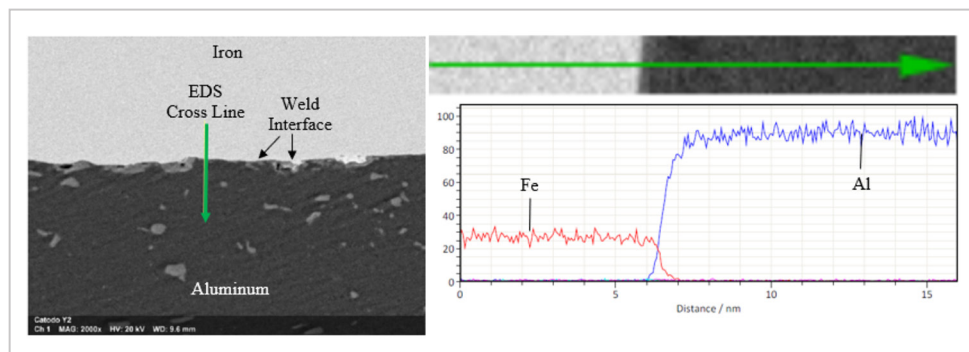 Iron
EDS
Cross Line
Weld
Interface
Aluminum
Catodo Y2
Ch 1 MAG: 2000x HV: 20 kV WD: 9.6 mm
100
80
60
40
20
0
Fe
Al
0 5 10 15
Distance / nm